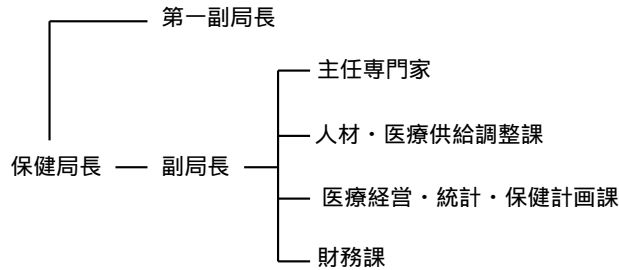 第一副局長
主任専門家
人材・医療供給調整課
保健局長
副局長
医療経営・統計・保健計画課
財務課